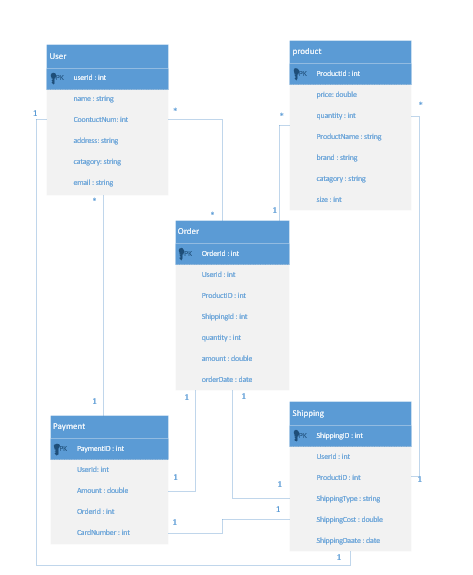 User
PK userId : int
name : string
CoontuctNum: int
address: string
catagory: string
email : string
product
PK ProductId : int
price: double
quantity : int
ProductName : string
brand : string
catagory : string
size : int
1
*
*
*
*
1
*
Order
PK OrderId : int
UserId : int
ProductID : int
ShippingId : int
quantity : int
amount : double
orderDate : date
1
1
1
Payment
PK PaymentID : int
UserId: int
Amount : double
OrderId : int
CardNumber : int
Shipping
PK ShippingID : int
UserId : int
ProductID : int
ShippingType : string
ShippingCost : double
ShippingDaate : date
1
1
1
1
1
1